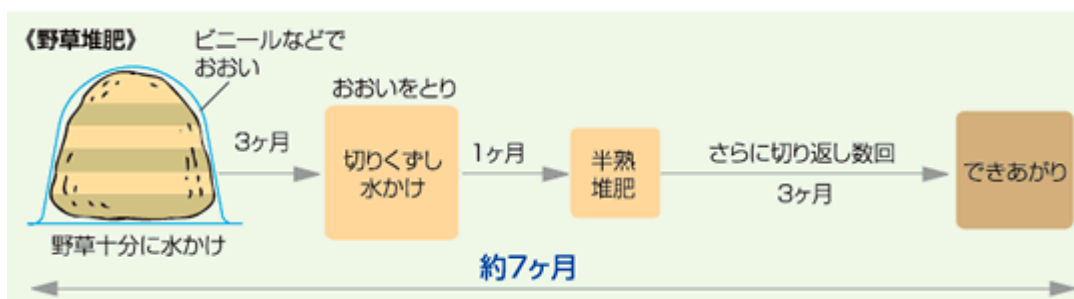 《野草堆肥》
ビニールなどで
おおい
野草十分に水かけ
3ヶ月
おおいをとり
切りくずし
水かけ
1ヶ月
半熟
堆肥
さらに切り返し数回
3ヶ月
できあがり
約7ヶ月